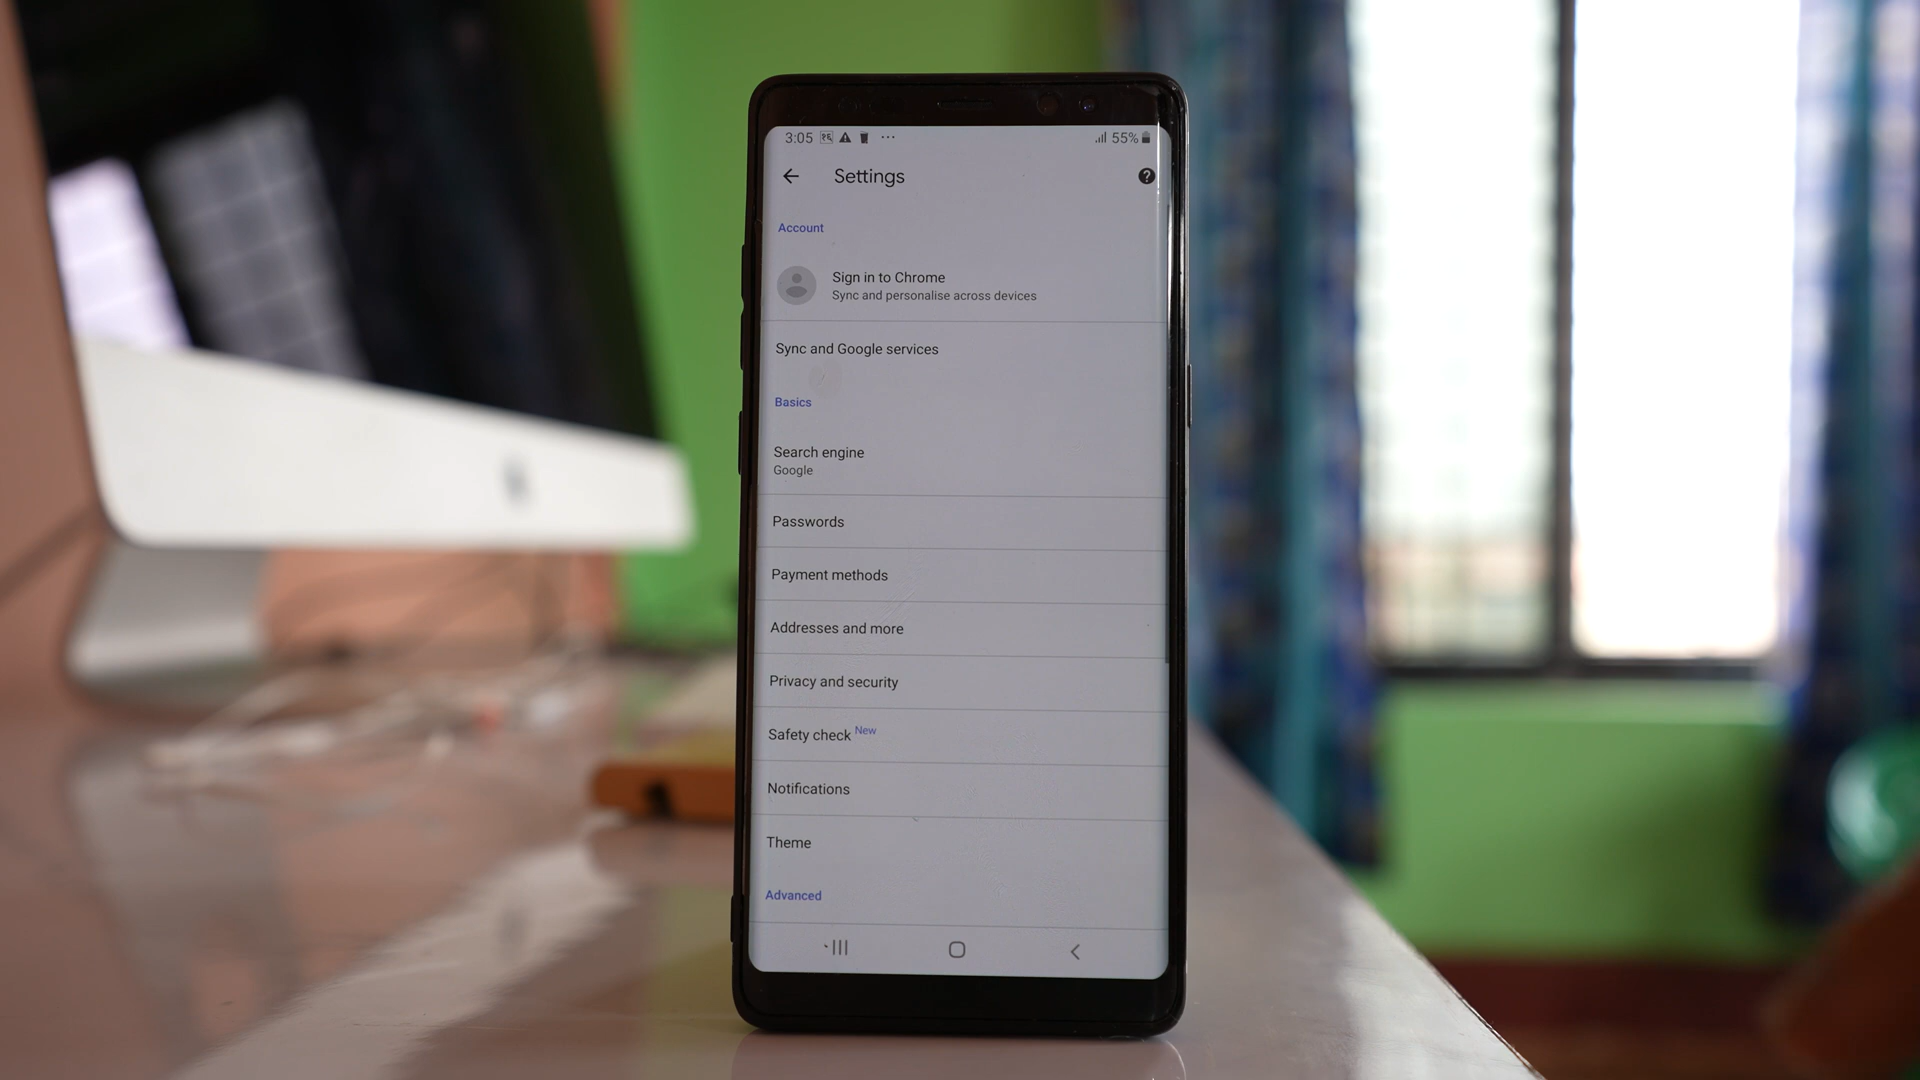 3:05 ... 55%
Settings
Account
Sign in to Chrome
Sync and personalise across devices
Sync and Google services
Basics
Search engine
Google
Passwords
Payment methods
Addresses and more
Privacy and security
Safety check New
Notifications
Theme
Advanced